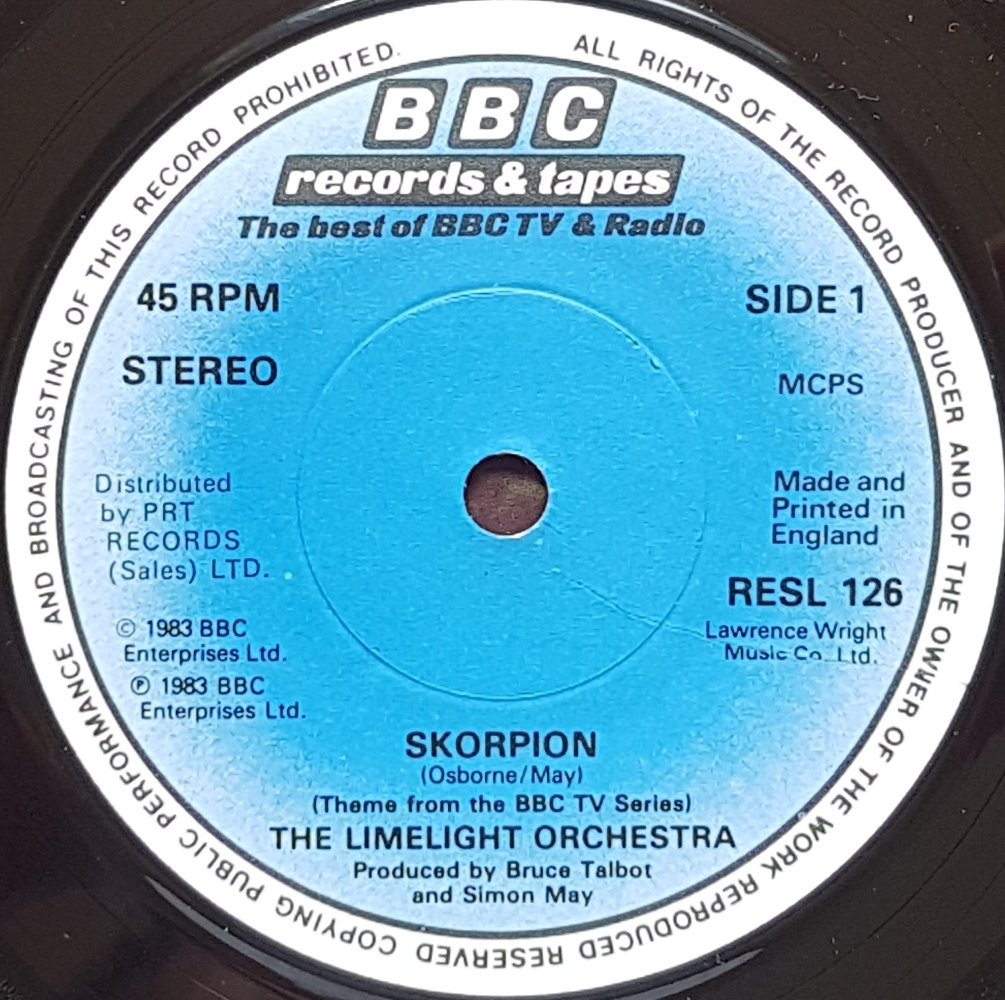 ALL RIGHTS OF THE RECORD PRODUCER AND OF THE OWNER OF THE WORK REPRODUCED RESERVED COPYING PUBLIC PERFORMANCE AND BROADCASTING OF THIS RECORD PROHIBITED.
BBC
records & tapes
The best of BBC TV & Radio
45 RPM
SIDE 1
STEREO
MCPS
Distributed
by PRT
RECORDS
(Sales) LTD.
Made and
Printed in
England
RESL 126
Lawrence Wright
Music Co. Ltd.
© 1983 BBC
Enterprises Ltd.
℗ 1983 BBC
Enterprises Ltd.
SKORPION
(Osborne/May)
(Theme from the BBC TV Series)
THE LIMELIGHT ORCHESTRA
Produced by Bruce Talbot
and Simon May